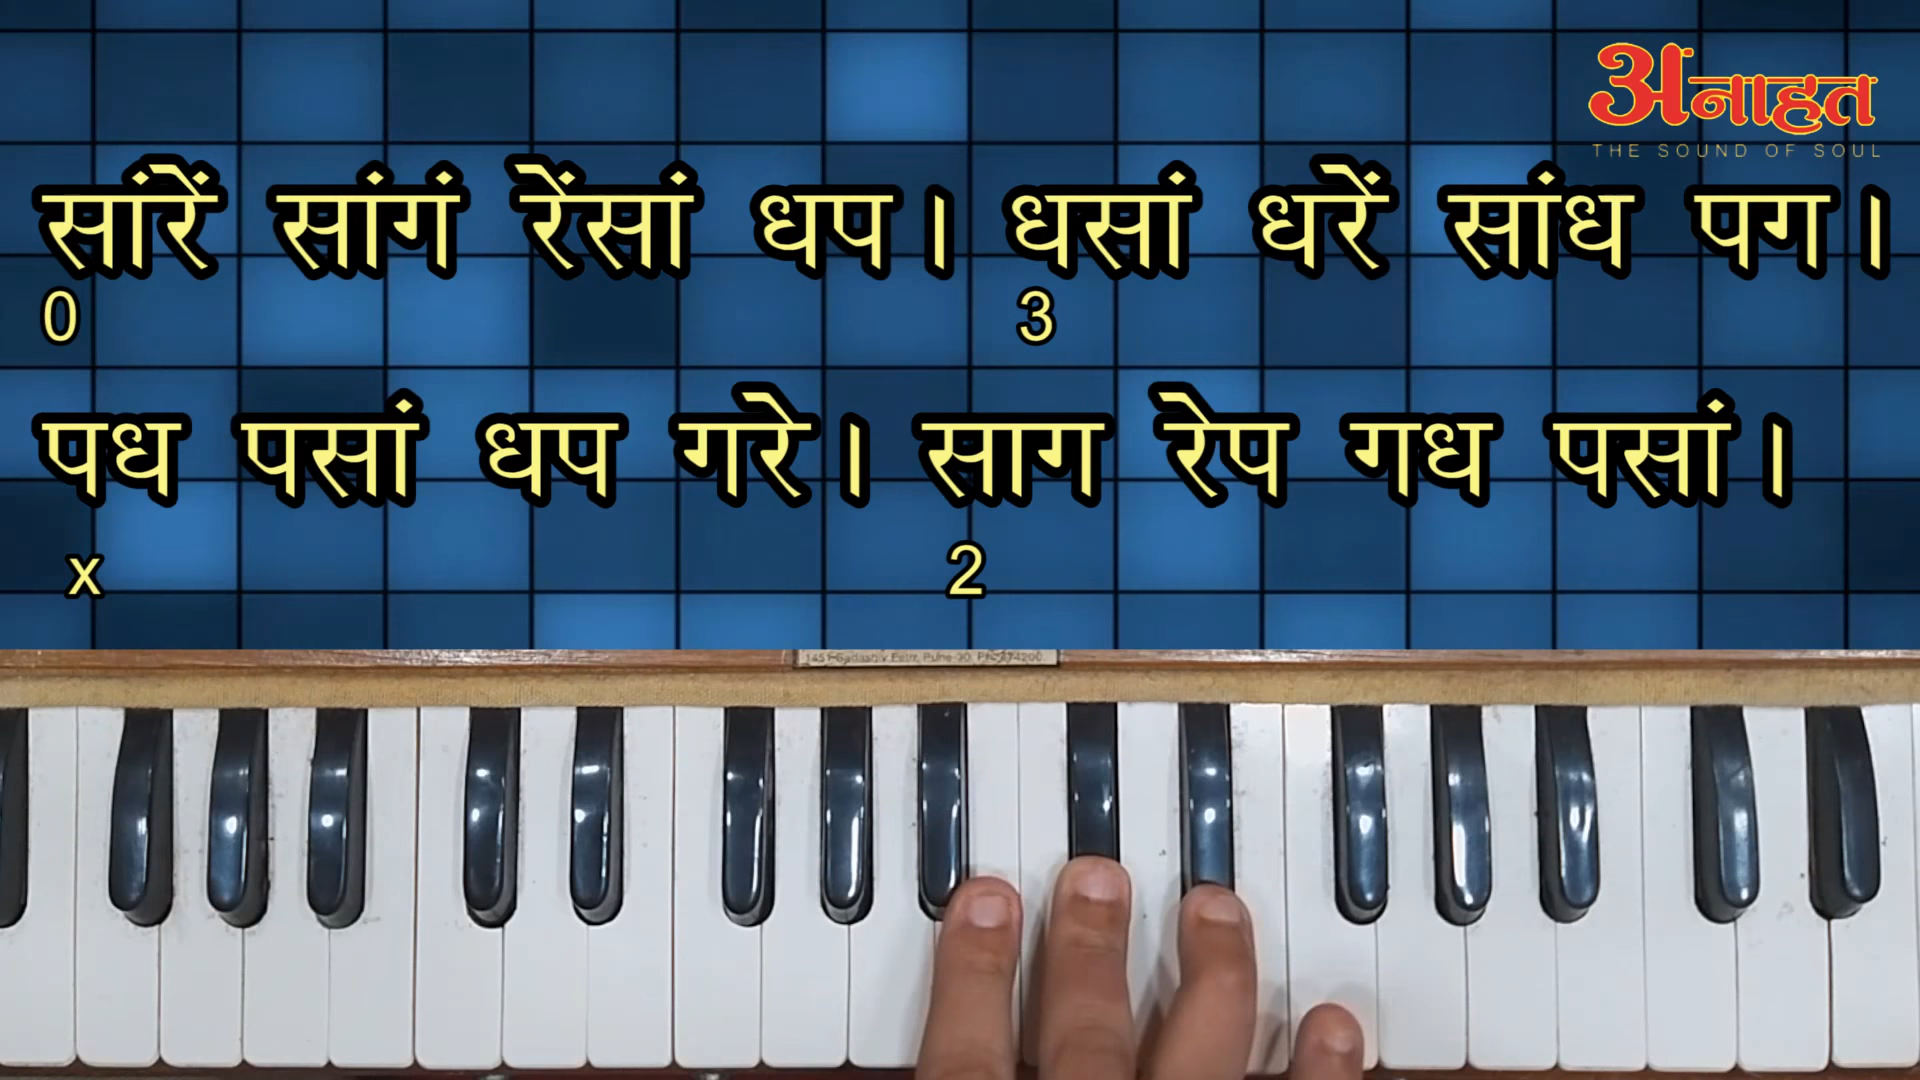 अनाहत
THE SOUND OF SOUL
सांरें सांगं रेंसां धप । धसां धरें सांध पग ।
0 3
पध पसां धप गरे । साग रेप गध पसां ।
x 2